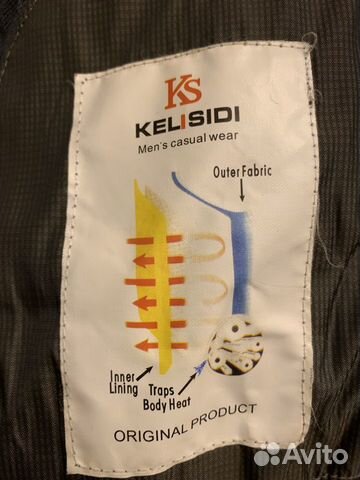 KS
KELISIDI
Men's casual wear
Outer Fabric
Inner
Lining
Traps
Body Heat
ORIGINAL PRODUCT
Avito